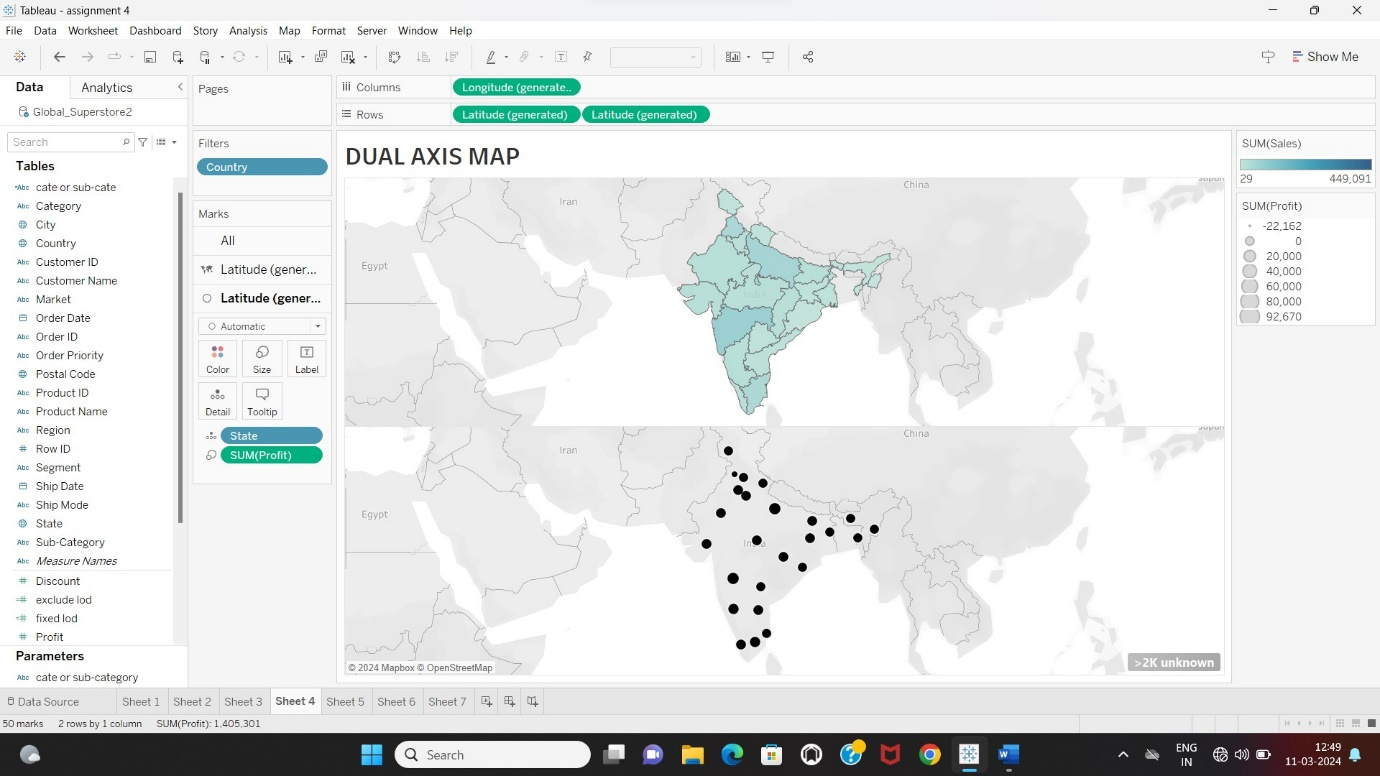 Tableau - assignment 4
File Data Worksheet Dashboard Story Analysis Map Format Server Window Help
Show Me
Data Analytics
Global_Superstore2
Search
Tables
cate or sub-cate
Category
City
Country
Customer ID
Customer Name
Market
Order Date
Order ID
Order Priority
Postal Code
Product ID
Product Name
Region
Row ID
Segment
Ship Date
Ship Mode
State
Sub-Category
Measure Names
Discount
exclude lod
fixed lod
Profit
Parameters
cate or sub-category
Pages
Filters
Country
Marks
All
Latitude (gener...
Latitude (gener...
Automatic
Color Size Label
Detail Tooltip
State
SUM(Profit)
Columns Longitude (generate..
Rows Latitude (generated) Latitude (generated)
DUAL AXIS MAP
China
Iran
Egypt
China
Iran
Egypt
India
© 2024 Mapbox © OpenStreetMap
>2K unknown
SUM(Sales)
29 449,091
SUM(Profit)
-22,162
0
20,000
40,000
60,000
80,000
92,670
Data Source Sheet 1 Sheet 2 Sheet 3 Sheet 4 Sheet 5 Sheet 6 Sheet 7
50 marks 2 rows by 1 column SUM(Profit): 1,405,301
Search
ENG
IN
12:49
11-03-2024